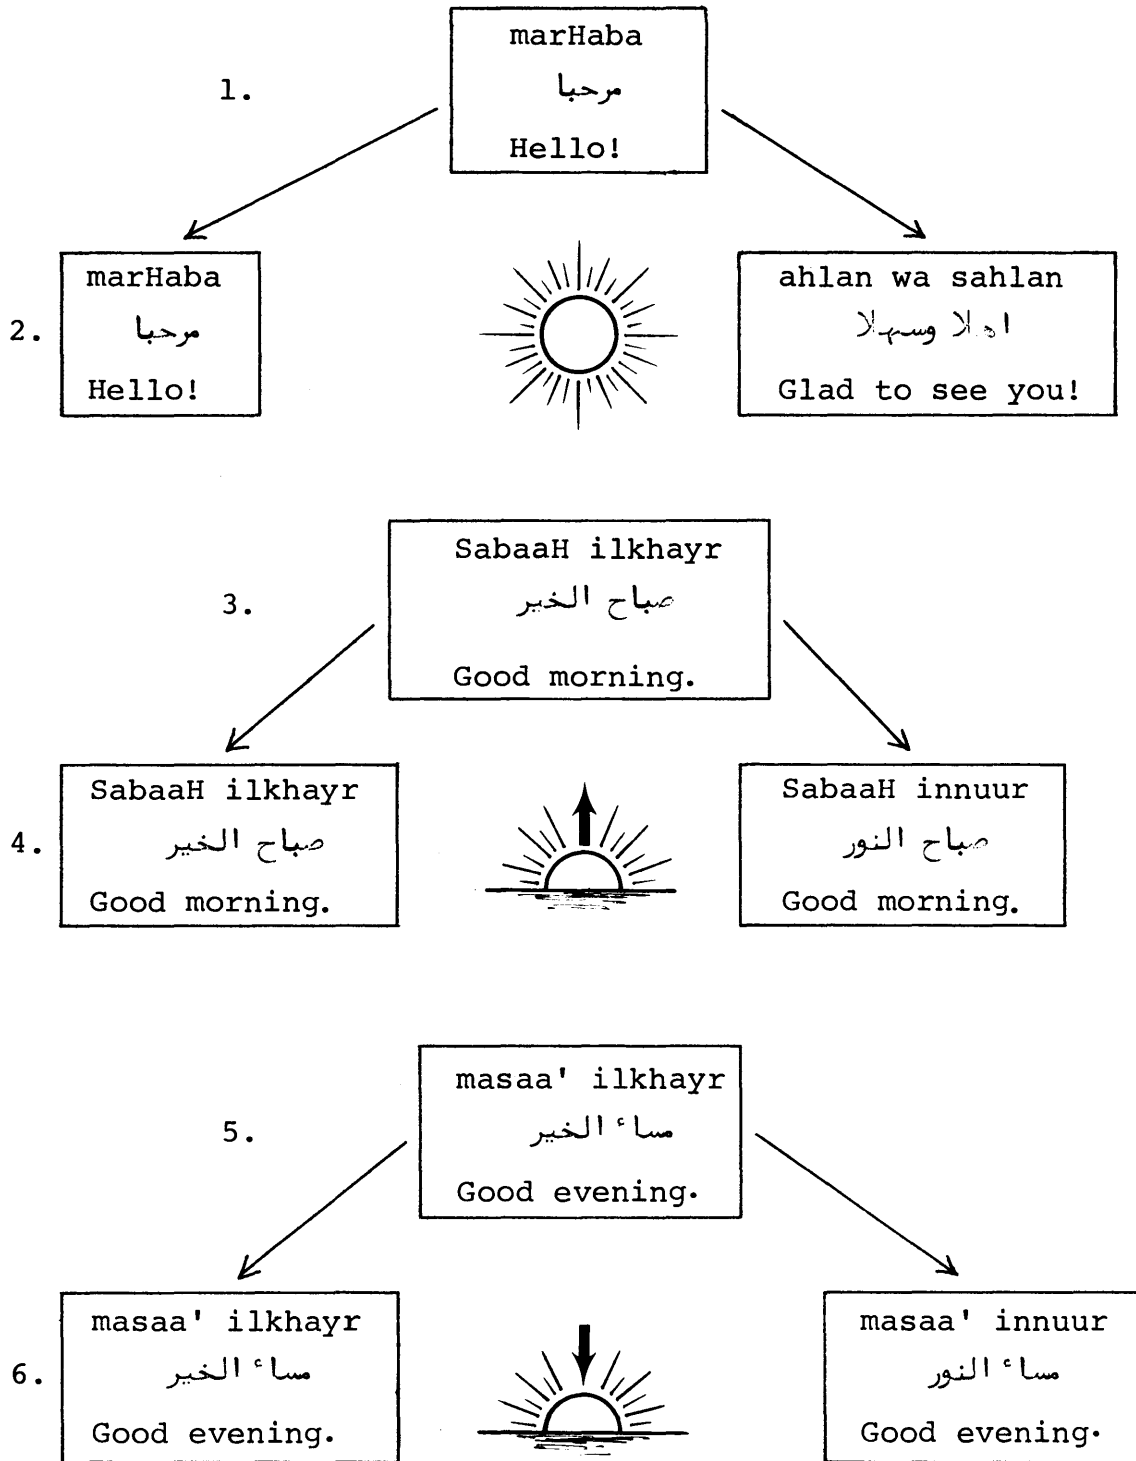 marHaba
1.
مرحبا
Hello!
marHaba
ahlan wa sahlan
2.
مرحبا
اهلا وسهلا
Hello!
Glad to see you!
SabaaH ilkhayr
3.
صباح الخير
Good morning.
SabaaH ilkhayr
SabaaH innuur
4.
صباح الخير
صباح النور
Good morning.
Good morning.
masaa' ilkhayr
5.
مساء الخير
Good evening.
masaa' ilkhayr
masaa' innuur
6.
مساء الخير
مساء النور
Good evening.
Good evening.